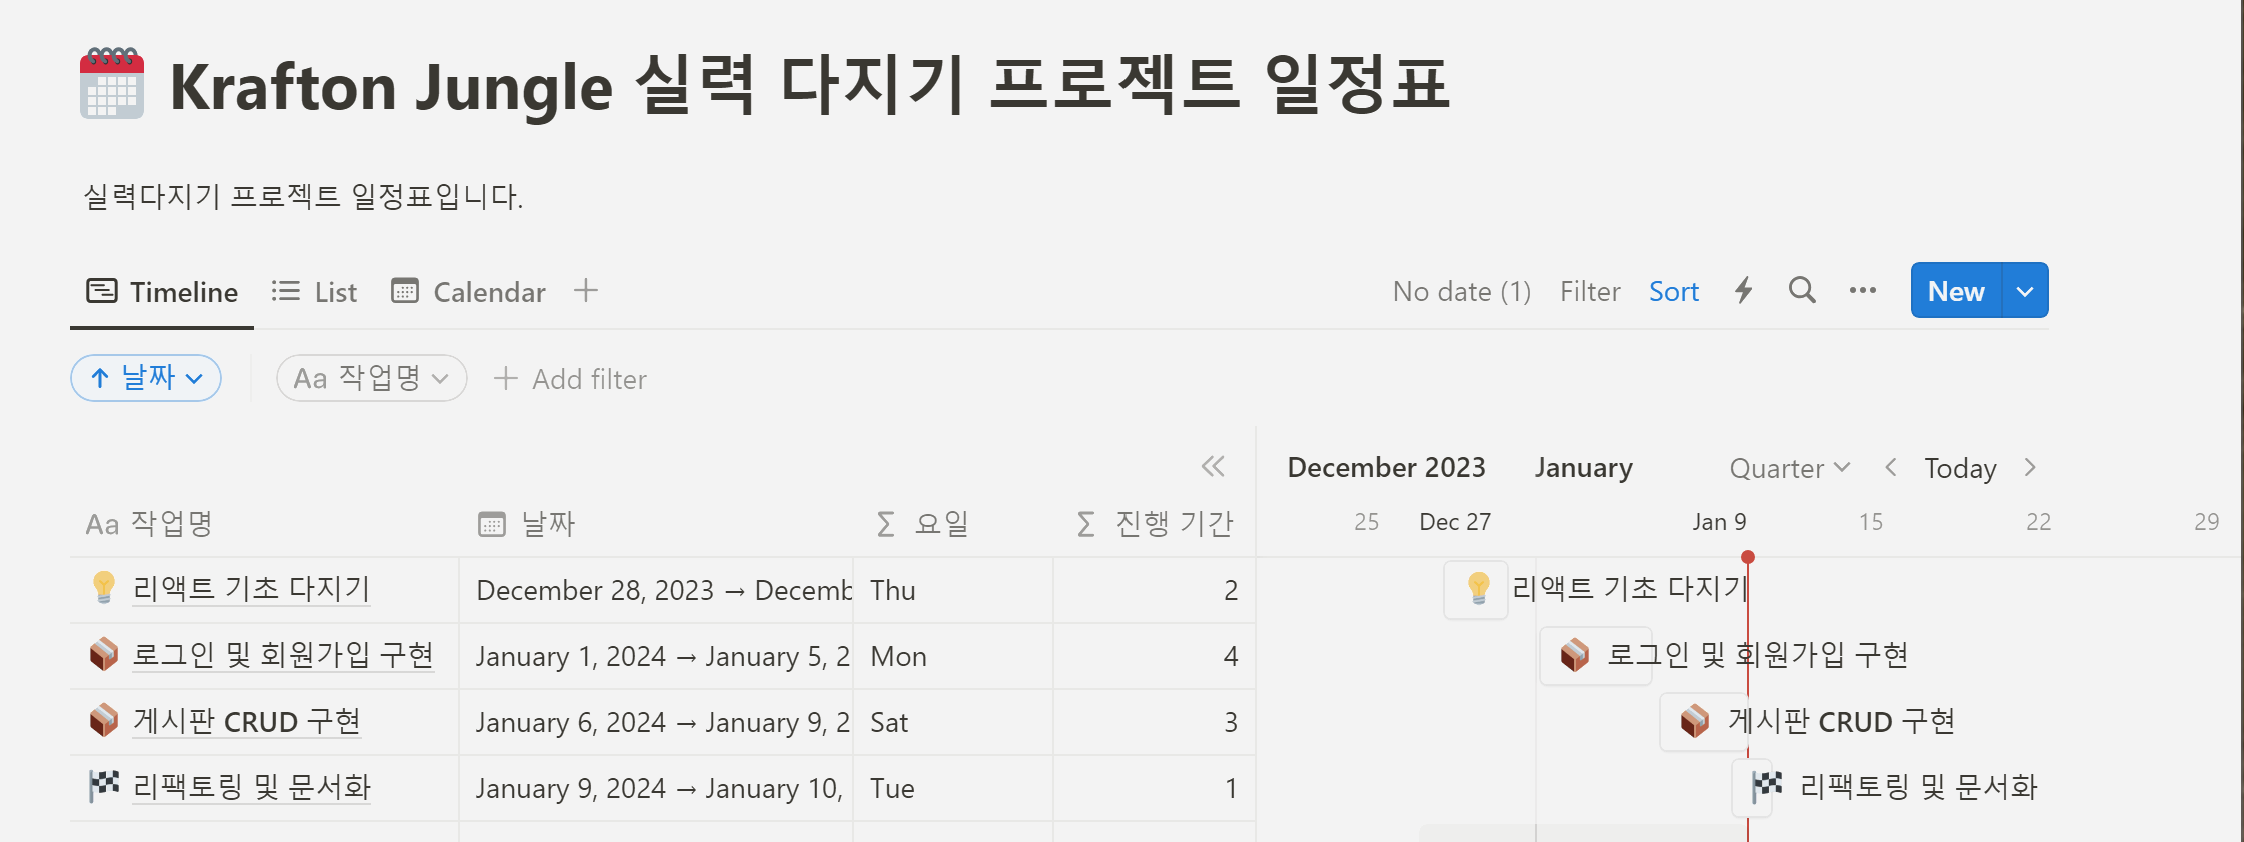 Krafton Jungle 실력 다지기 프로젝트 일정표
실력다지기 프로젝트 일정표입니다.
Timeline List Calendar No date (1) Filter Sort New
날짜 Aa 작업명 Add filter
December 2023 January Quarter Today
Aa 작업명 날짜 Σ 요일 Σ 진행 기간 25 Dec 27 Jan 9 15 22 29
리액트 기초 다지기 December 28, 2023 → Decemb Thu 2 리액트 기초 다지기
로그인 및 회원가입 구현 January 1, 2024 → January 5, 2 Mon 4 로그인 및 회원가입 구현
게시판 CRUD 구현 January 6, 2024 → January 9, 2 Sat 3 게시판 CRUD 구현
리팩토링 및 문서화 January 9, 2024 → January 10, Tue 1 리팩토링 및 문서화